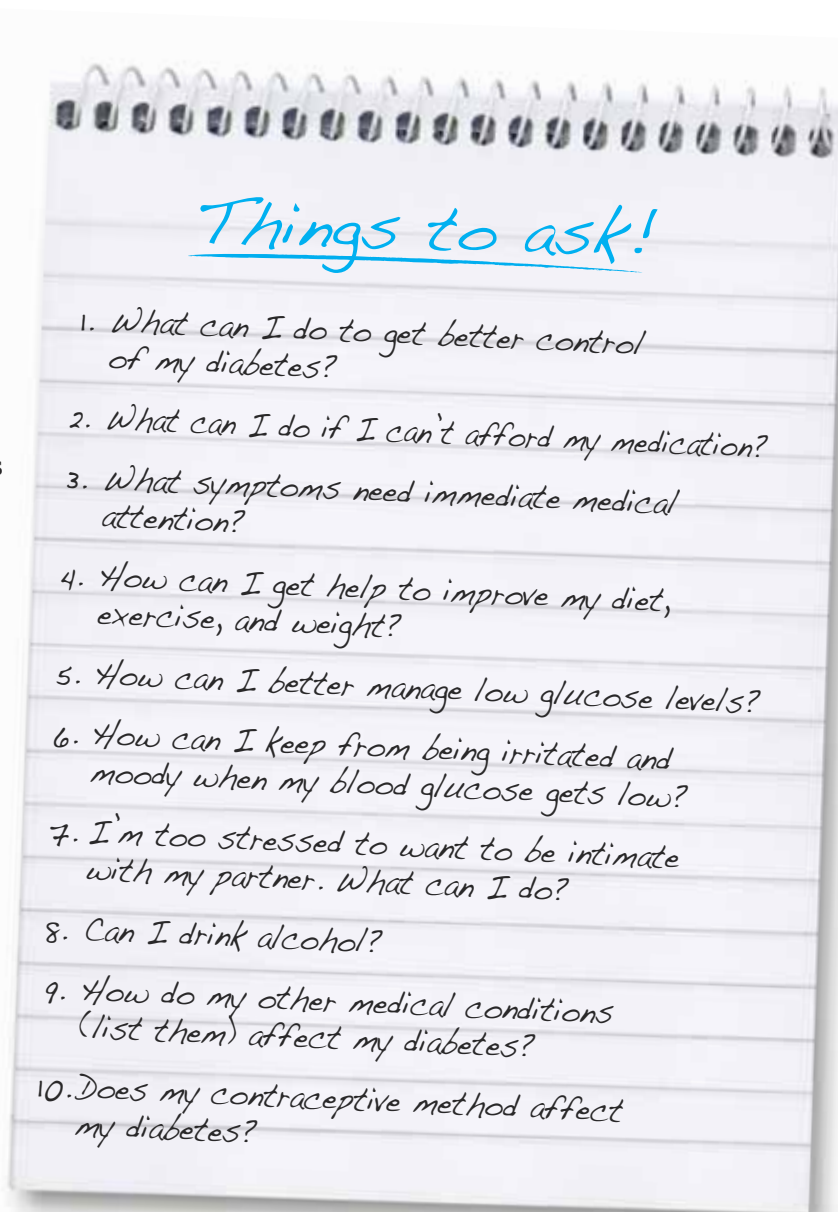 Things to ask!
1. What can I do to get better control
of my diabetes?
2. What can I do if I can't afford my medication?
s
3. What symptoms need immediate medical
attention?
4. How can I get help to improve my diet,
exercise, and weight?
5. How can I better manage low glucose levels?
6. How can I keep from being irritated and
moody when my blood glucose gets low?
7. I'm too stressed to want to be intimate
with my partner. What can I do?
8. Can I drink alcohol?
9. How do my other medical conditions
(list them) affect my diabetes?
10. Does my contraceptive method affect
my diabetes?